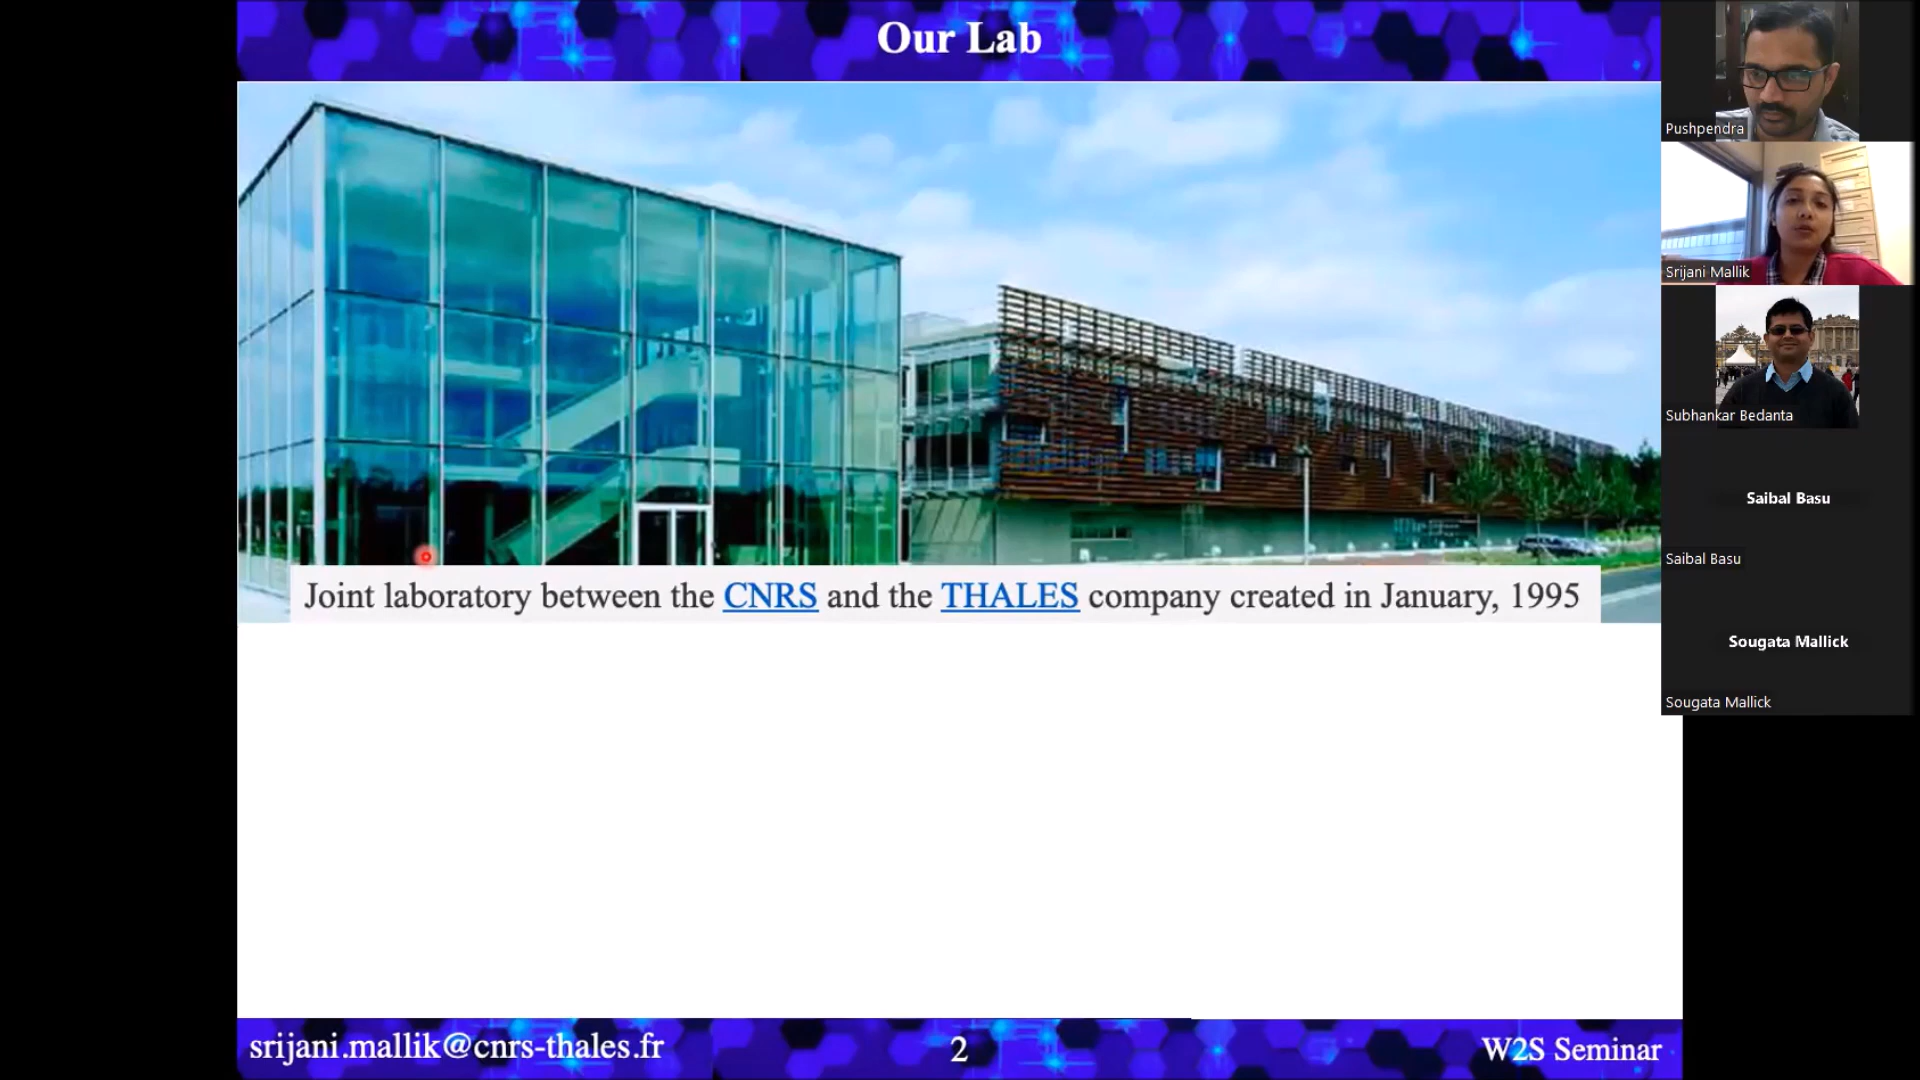 Our Lab
Joint laboratory between the CNRS and the THALES company created in January, 1995
srijani.mallik@cnrs-thales.fr
2
W2S Seminar
Pushpendra
Srijani Mallik
Subhankar Bedanta
Saibal Basu
Saibal Basu
Sougata Mallick
Sougata Mallick